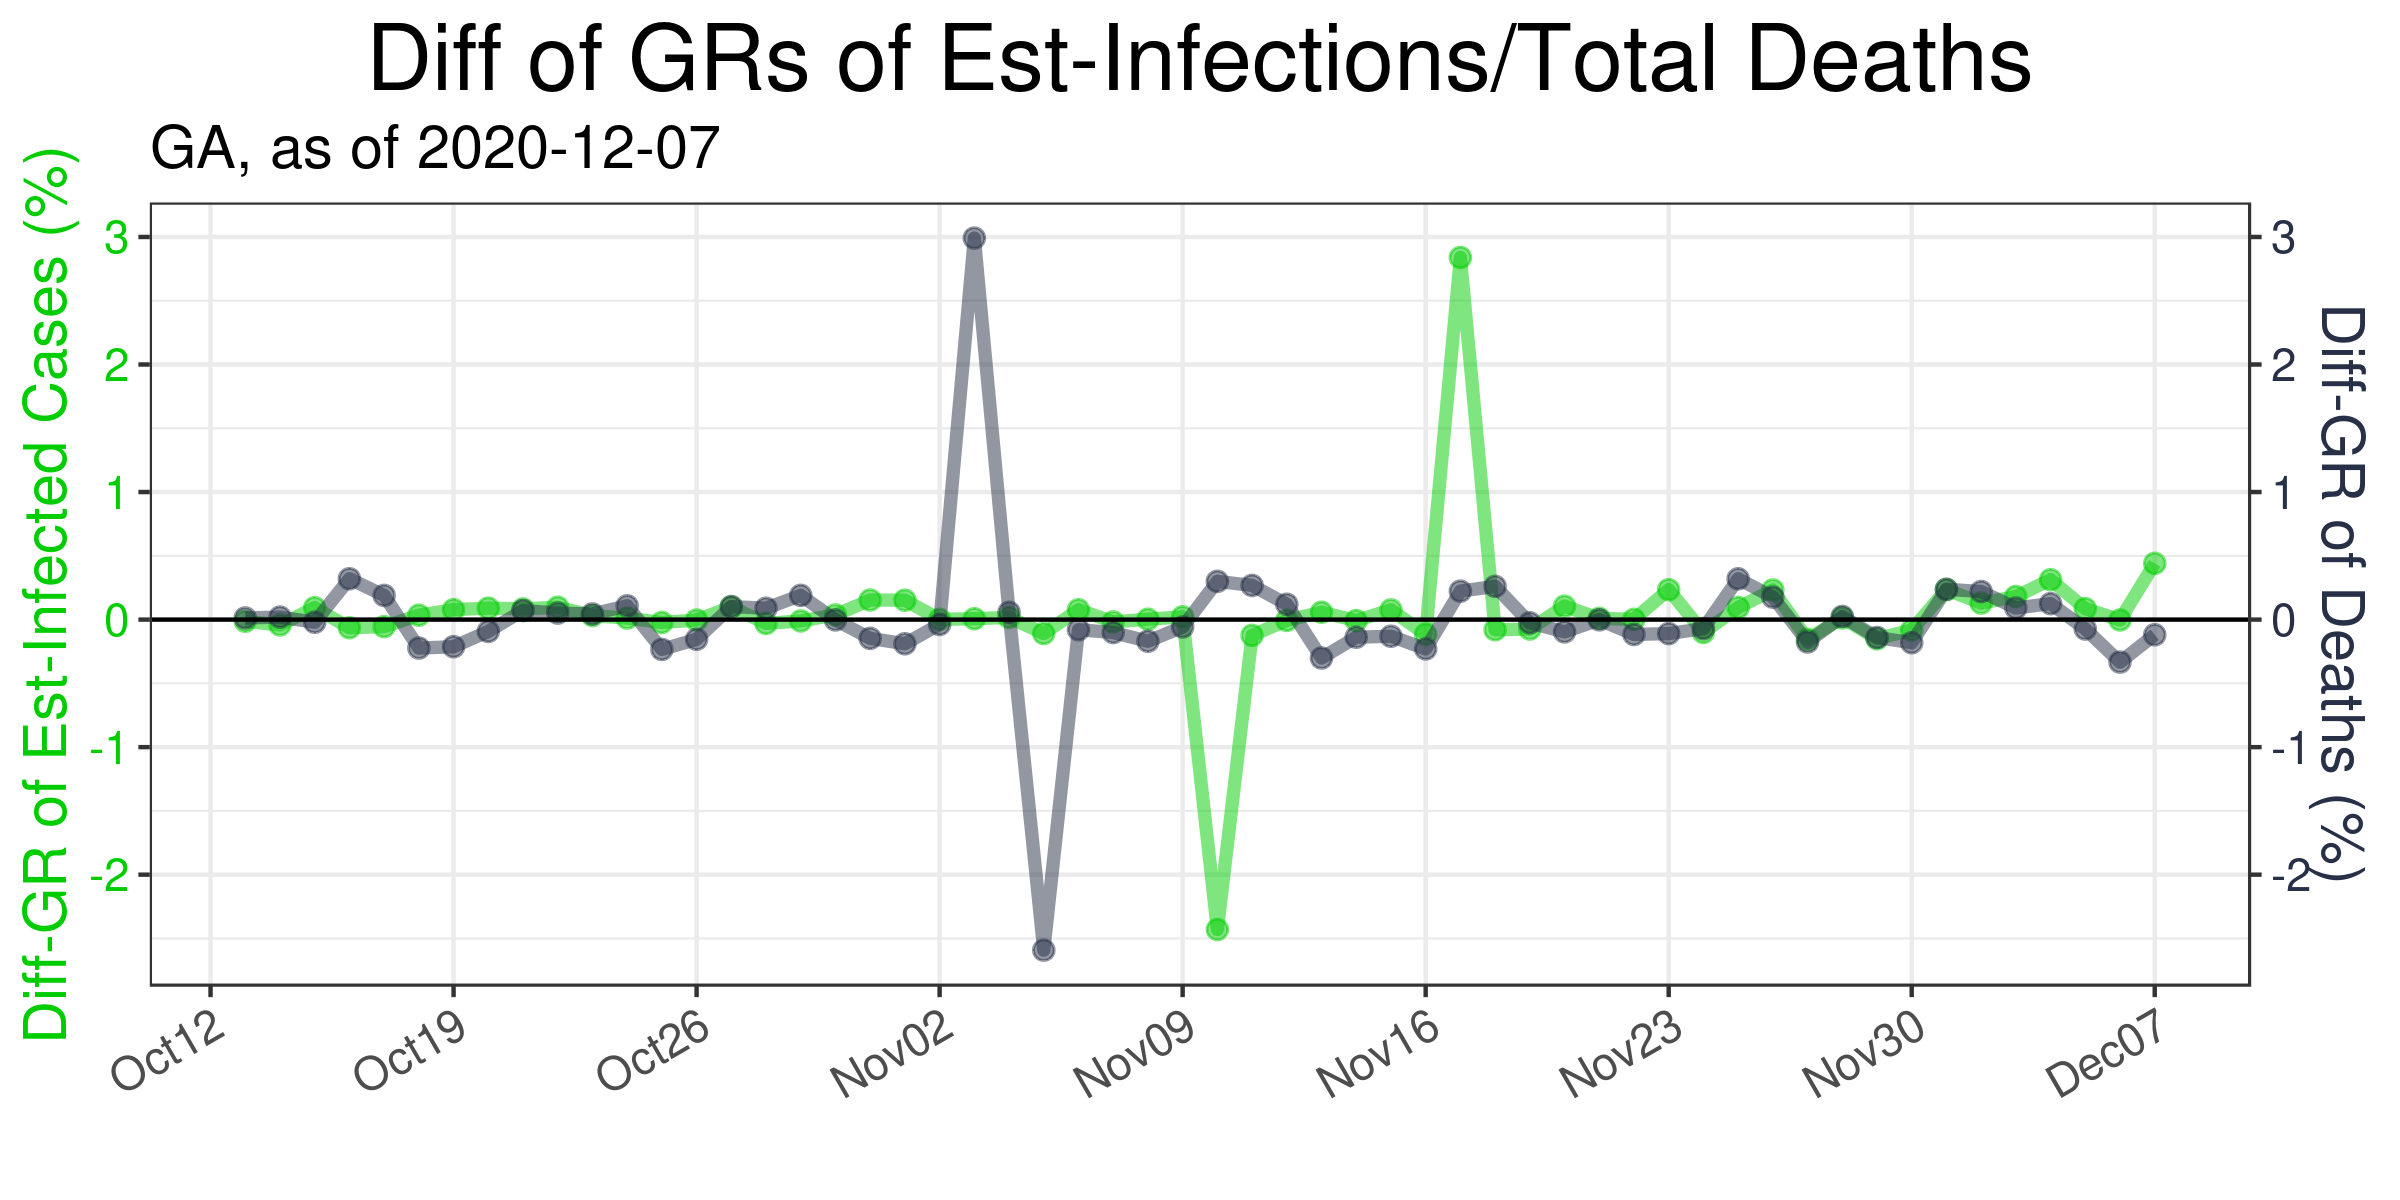 Diff of GRs of Est-Infections/Total Deaths
GA, as of 2020-12-07
Diff-GR of Est-Infected Cases (%)
3
2
1
0
-1
-2
3
2
1
0
-1
-2
Diff-GR of Deaths (%)
Oct12
Oct19
Oct26
Nov02
Nov09
Nov16
Nov23
Nov30
Dec07